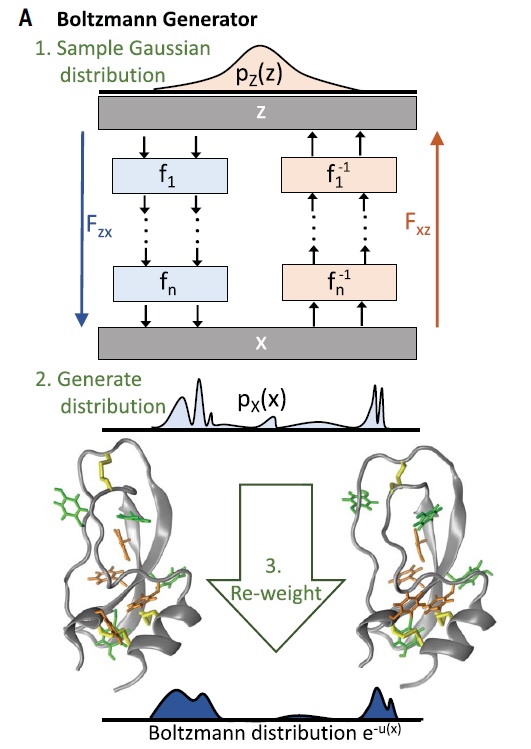 A Boltzmann Generator
1. Sample Gaussian
distribution
p_Z(z)
z
f_1
f_1^-1
F_zx
F_xz
f_n
f_n^-1
x
2. Generate
distribution
p_X(x)
3.
Re-weight
Boltzmann distribution e^-u(x)